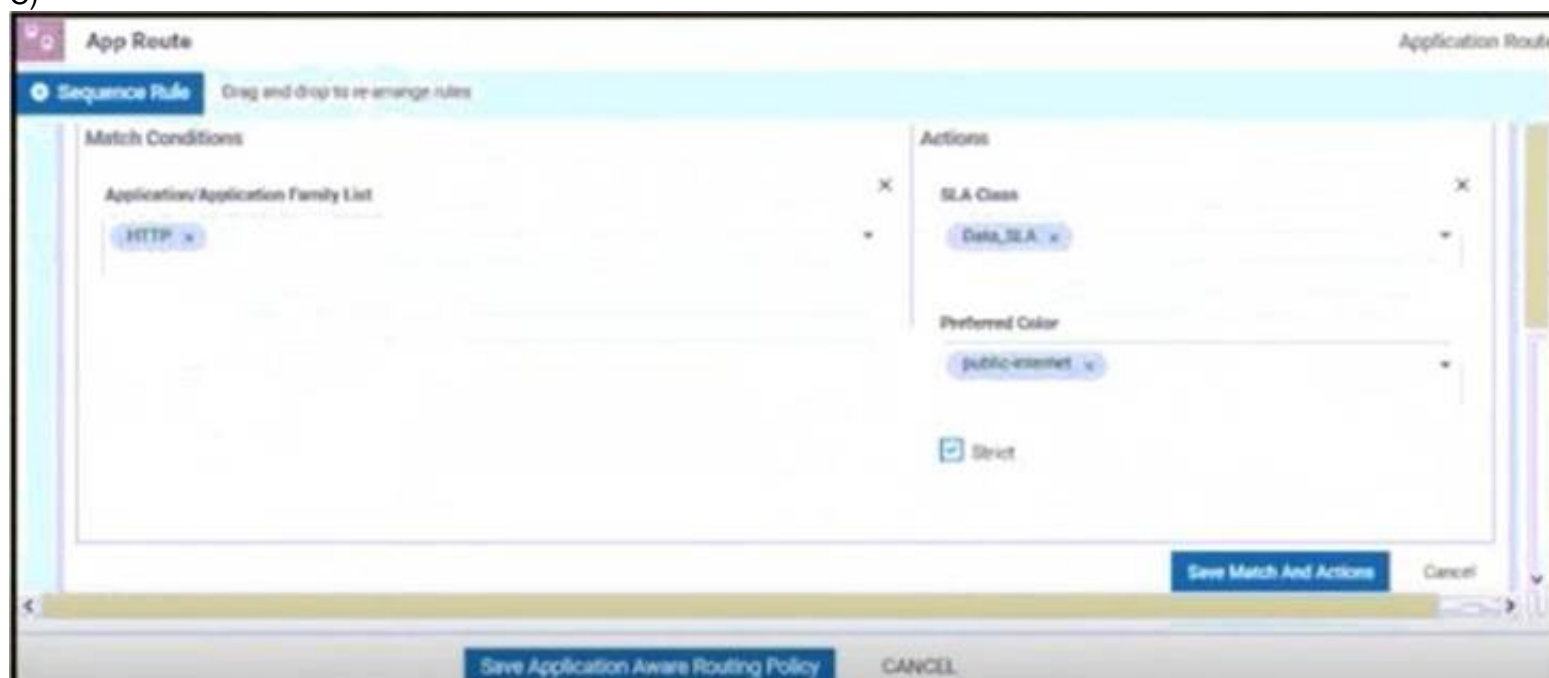 App Route
Application Route
Sequence Rule
Drag and drop to re-arrange rules
Match Conditions
Actions
Application/Application Family List
HTTP ×
SLA Class
Data_SLA ×
Preferred Color
public-internet ×
Strict
Save Match And Actions
Cancel
Save Application Aware Routing Policy
CANCEL